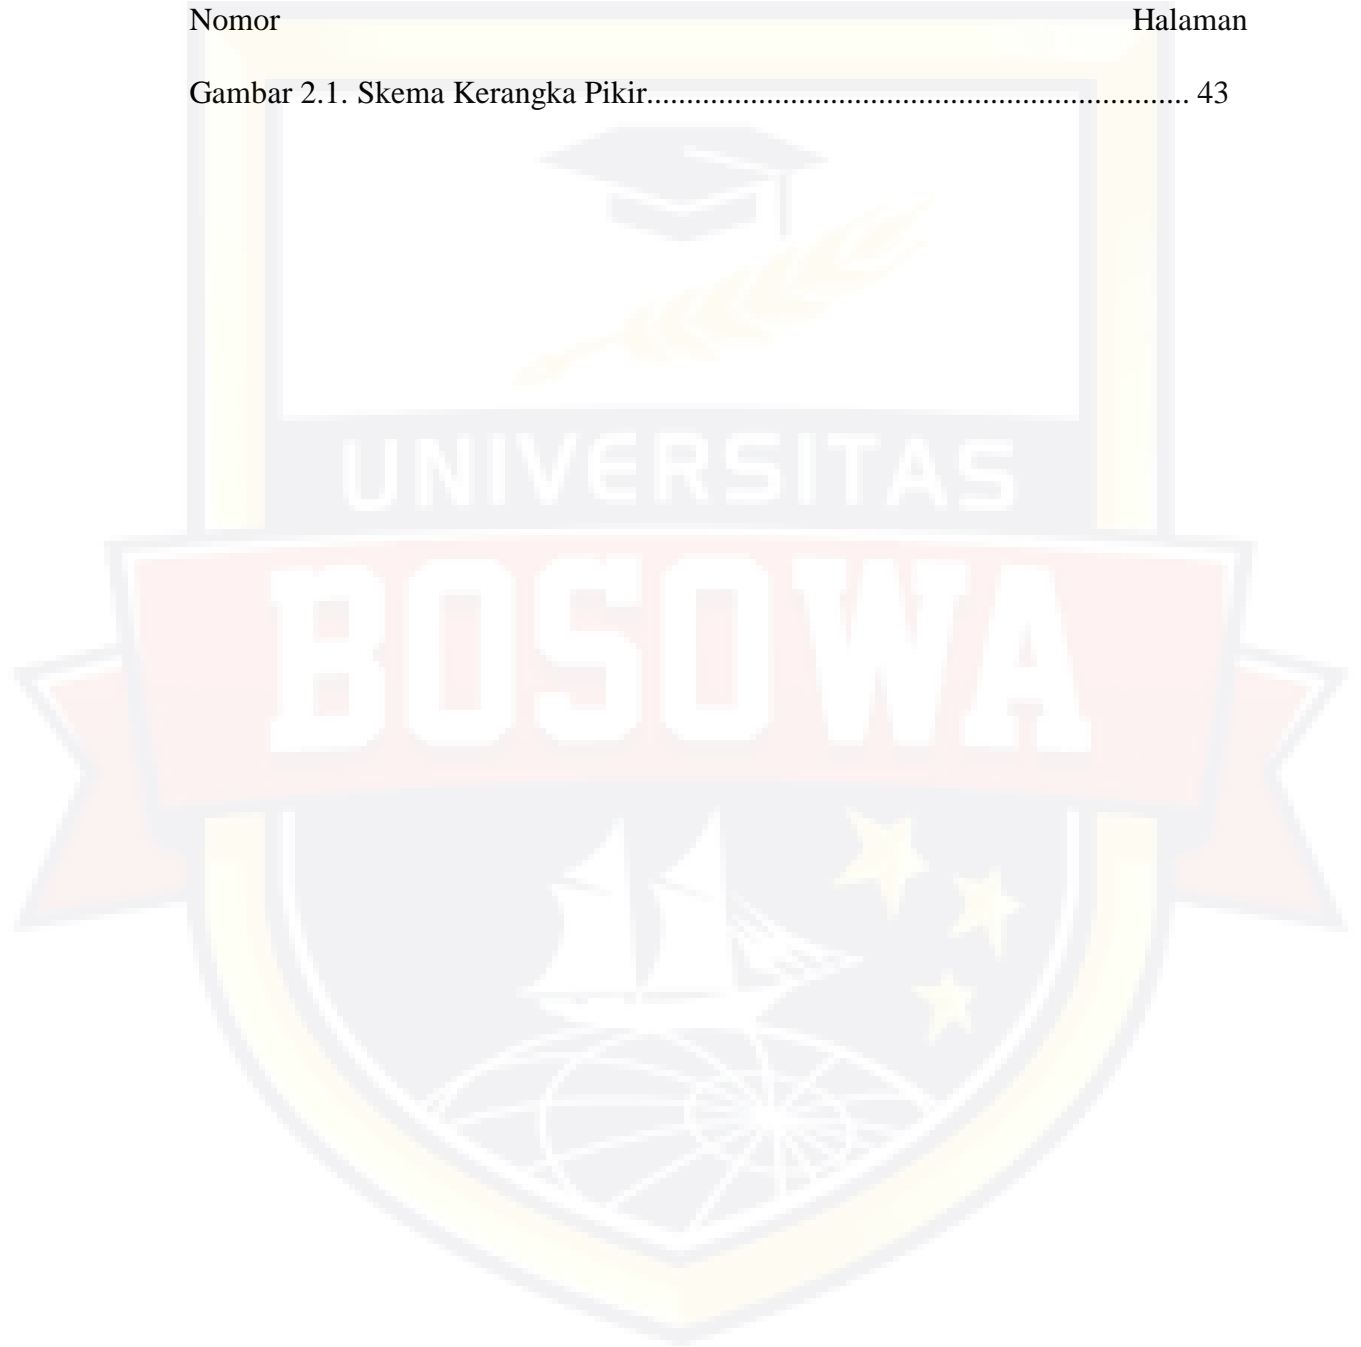 Nomor Halaman
Gambar 2.1. Skema Kerangka Pikir................................................................... 43
UNIVERSITAS
BOSOWA